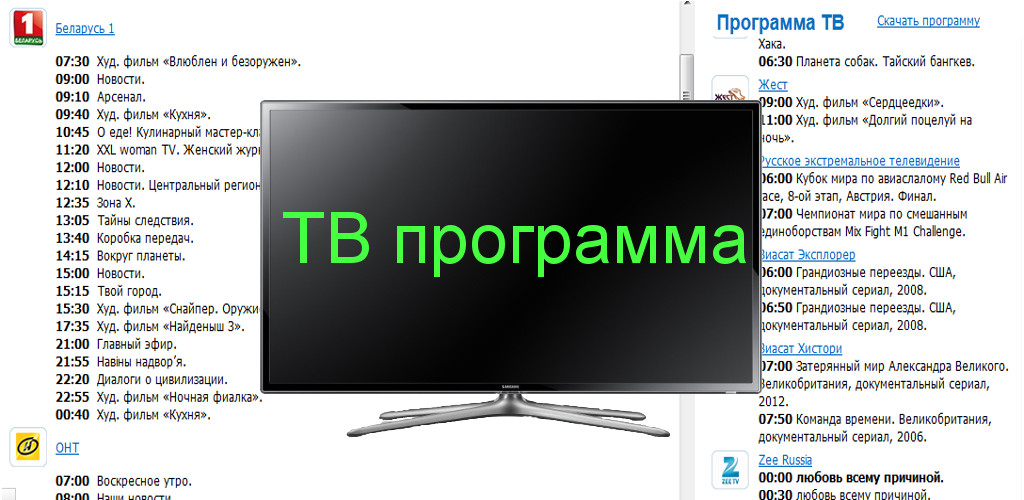 1
БЕЛАРУСЬ
Беларусь 1
07:30 Худ. фильм «Влюблен и безоружен».
09:00 Новости.
09:10 Арсенал.
09:40 Худ. фильм «Кухня».
10:45 О еде! Кулинарный
11:20 XXL woman TV. Женский
12:00 Новости.
12:10 Новости. Центральный регион
12:35 Зона Х.
13:05 Тайны следствия.
13:40 Коробка передач.
14:15 Вокруг планеты.
15:00 Новости.
15:15 Твой город.
15:30 Худ. фильм «Снайпер.
17:35 Худ. фильм «Найденыш 3».
21:00 Главный эфир.
21:55 Навіны надвор’я.
22:20 Диалоги о цивилизации.
22:55 Худ. фильм «Ночная фиалка».
00:40 Худ. фильм «Кухня».
ОНТ
07:00 Воскресное утро.
08:00 Наши новости.
ТВ программа
SAMSUNG
Программа ТВ
Скачать программу
Хака.
06:30 Планета собак. Тайский бангкев.
ЖЕСТ
Жест
09:00 Худ. фильм «Сердцеедки».
11:00 Худ. фильм «Долгий поцелуй на
ночь».
Русское экстремальное телевидение
06:00 Кубок мира по авиаслалому Red Bull Air
Race, 8-ой этап, Австрия. Финал.
07:00 Чемпионат мира по смешанным
единоборствам Mix Fight M1 Challenge.
Виасат Эксплорер
06:00 Грандиозные переезды. США,
документальный сериал, 2008.
06:50 Грандиозные переезды. США,
документальный сериал, 2008.
Виасат Хистори
07:00 Затерянный мир Александра Великого.
Великобритания, документальный сериал,
2012.
07:50 Команда времени. Великобритания,
документальный сериал, 2006.
ZEE TV
Zee Russia
00:00 любовь всему причиной.
00:30 любовь всему причиной.